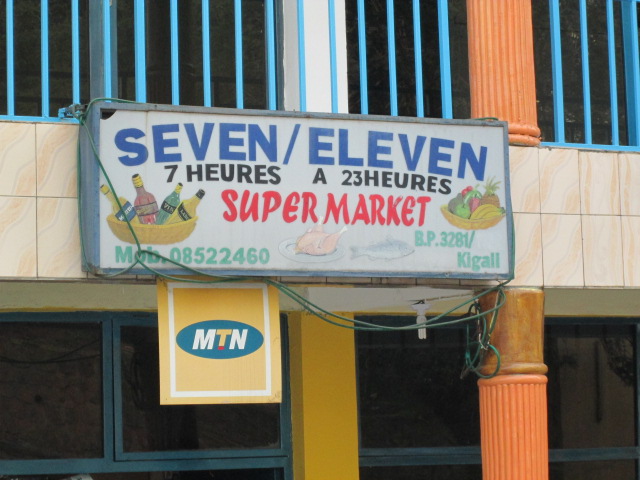 SEVEN/ELEVEN
7 HEURES A 23HEURES
SUPER MARKET
Mob. 08522460
B.P. 3281/
Kigali
MTN